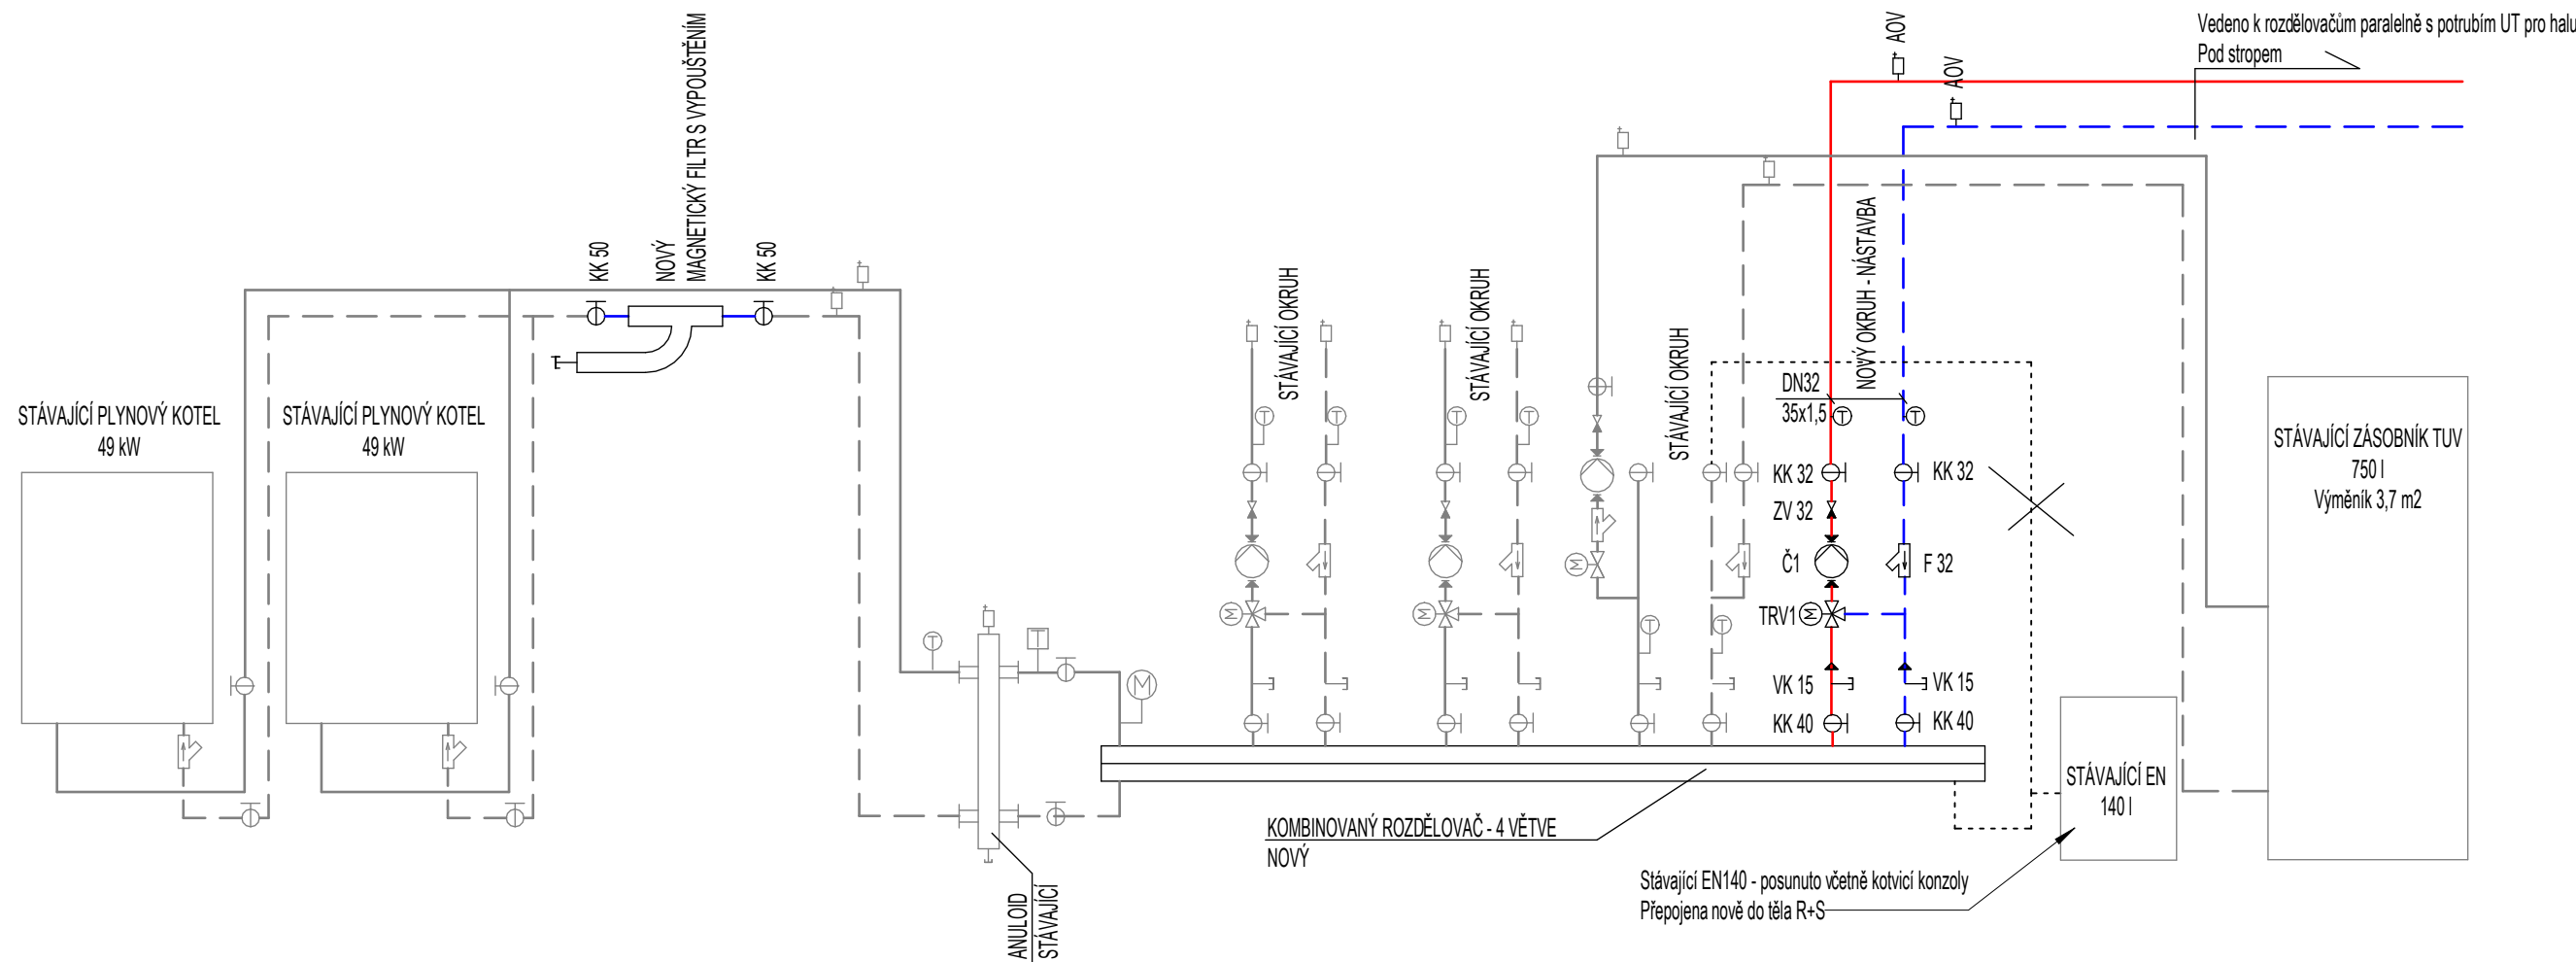 AOV
AOV
Vedeno k rozdělovačům paralelně s potrubím UT pro halu
Pod stropem
KK 50
NOVÝ
MAGNETICKÝ FILTR S VYPOUŠTĚNÍM
KK 50
STÁVAJÍCÍ OKRUH
STÁVAJÍCÍ OKRUH
STÁVAJÍCÍ OKRUH
NOVÝ OKRUH - NÁSTAVBA
DN32
35x1,5
T
T
T
T
T
T
STÁVAJÍCÍ PLYNOVÝ KOTEL
49 kW
STÁVAJÍCÍ PLYNOVÝ KOTEL
49 kW
STÁVAJÍCÍ ZÁSOBNÍK TUV
750 l
Výměník 3,7 m2
KK 32
KK 32
ZV 32
Č1
F 32
M
M
M
TRV1
M
T
T
T
T
M
VK 15
VK 15
KK 40
KK 40
STÁVAJÍCÍ EN
140 l
KOMBINOVANÝ ROZDĚLOVAČ - 4 VĚTVE
NOVÝ
Stávající EN140 - posunuto včetně kotvicí konzoly
Přepojena nově do těla R+S
ANULOID
STÁVAJÍCÍ